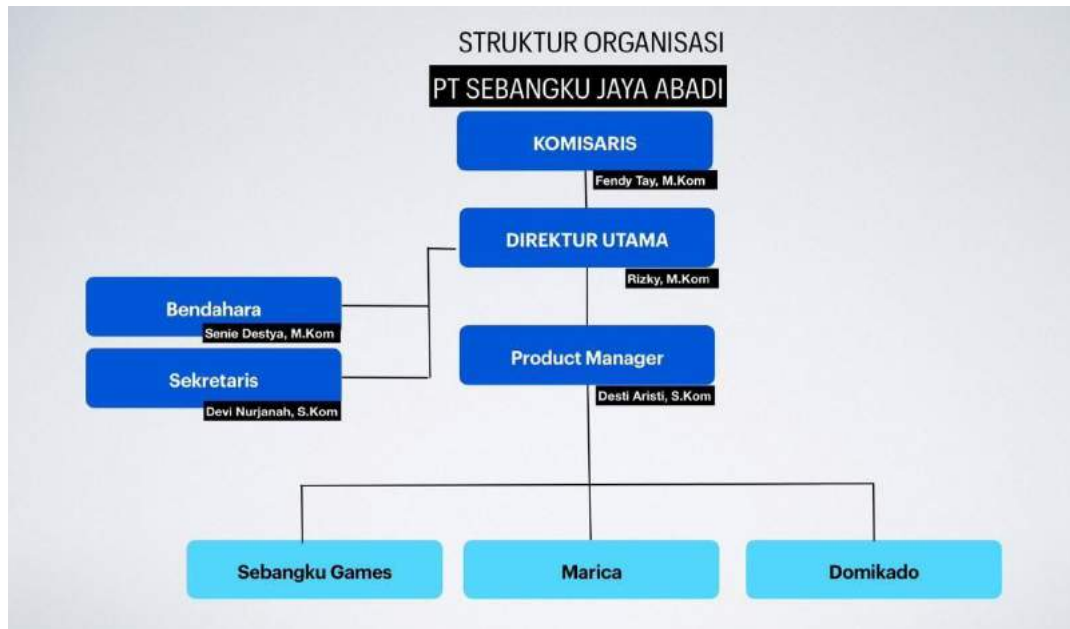 STRUKTUR ORGANISASI
PT SEBANGKU JAYA ABADI
KOMISARIS
Fendy Tay, M.Kom
DIREKTUR UTAMA
Rizky, M.Kom
Bendahara
Senie Destya, M.Kom
Sekretaris
Devi Nurjanah, S.Kom
Product Manager
Desti Aristi, S.Kom
Sebangku Games
Marica
Domikado